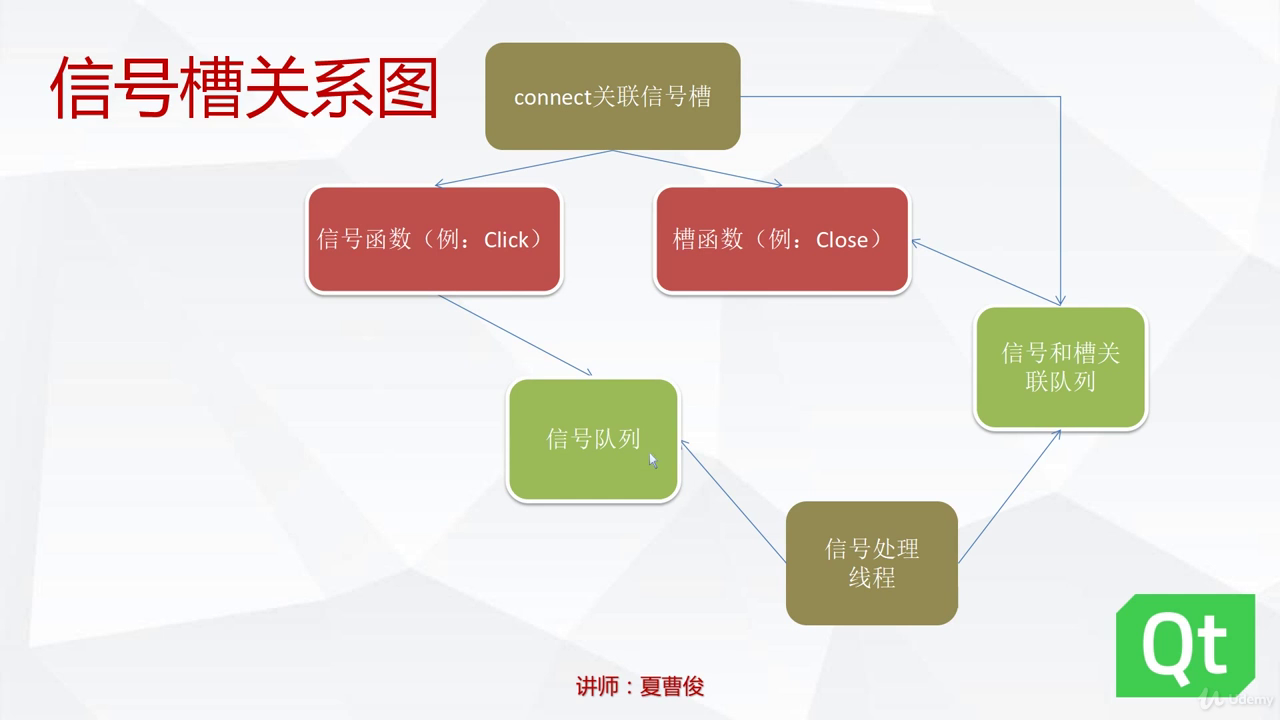 信号槽关系图
connect关联信号槽
信号函数（例：Click）
槽函数（例：Close）
信号和槽关
联队列
信号队列
信号处理
线程
Qt
讲师：夏曹俊
Udemy